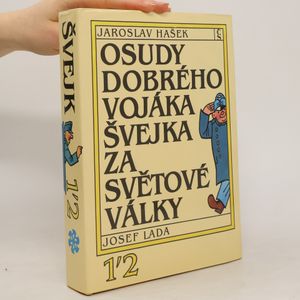 JAROSLAV HAŠEK
OSUDY
DOBRÉHO
VOJÁKA
ŠVEJKA
ZA
SVĚTOVÉ
VÁLKY
JOSEF LADA
1'2
ŠVEJK
1'2